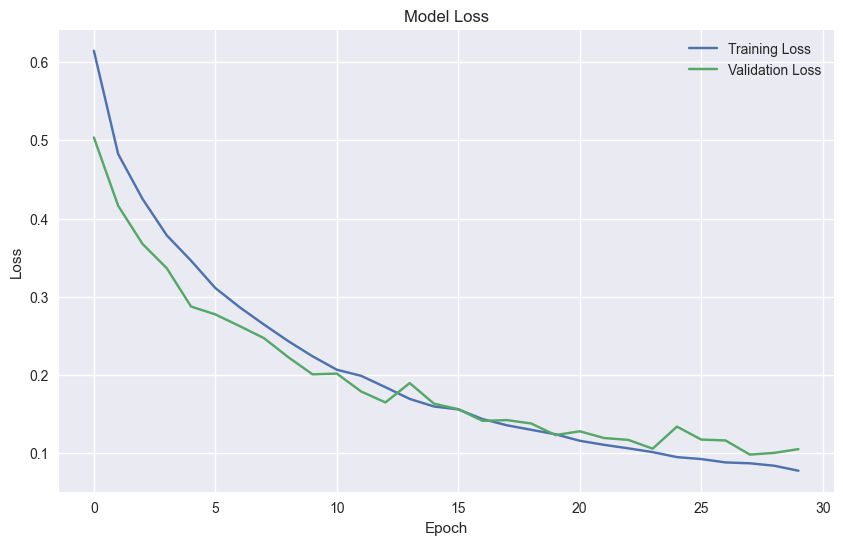 Model Loss
Training Loss
Validation Loss
0.6
0.5
0.4
0.3
0.2
0.1
Loss
0 5 10 15 20 25 30
Epoch